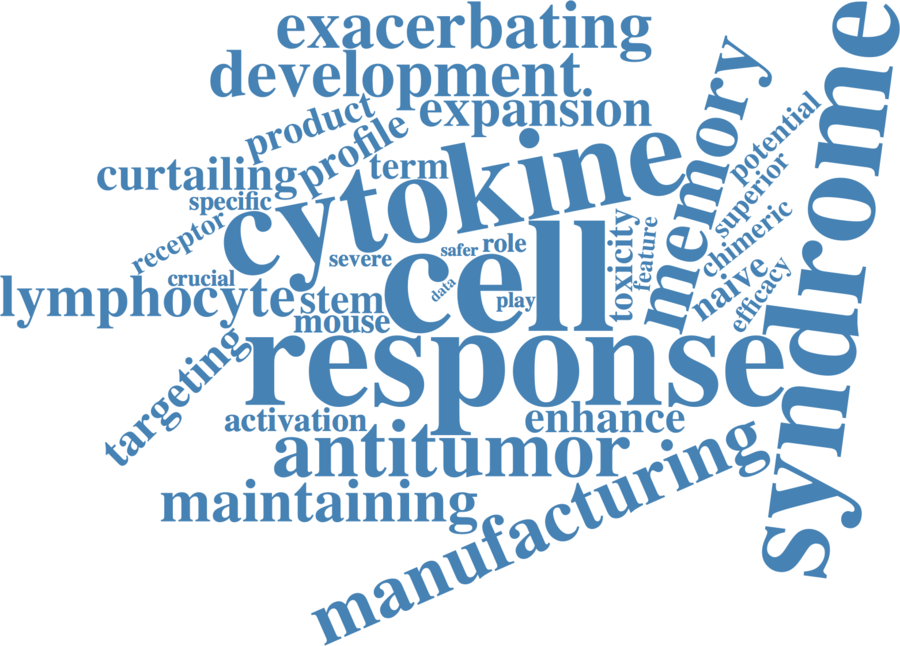 exacerbating
development
product
expansion
profile
curtailing
term
specific
cytokine
memory
potential
superior
chimeric
syndrome
receptor
severe
safer
role
crucial
cell
data
play
toxicity
feature
naive
efficacy
lymphocyte
stem
mouse
response
targeting
activation
enhance
antitumor
maintaining
manufacturing